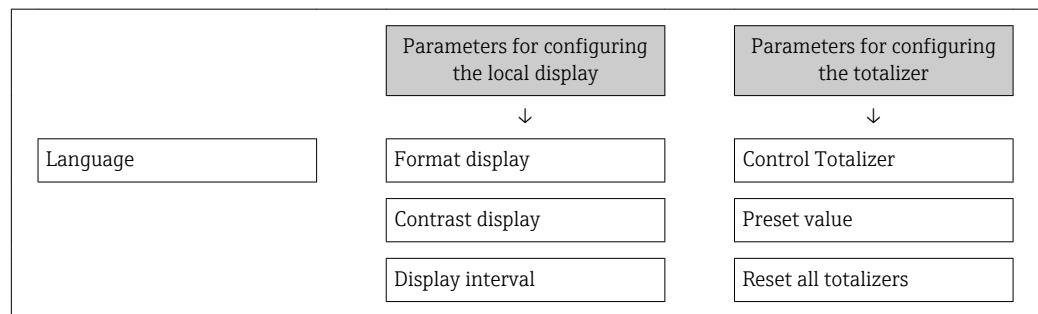 Parameters for configuring
the local display
Parameters for configuring
the totalizer
↓
↓
Language
Format display
Control Totalizer
Contrast display
Preset value
Display interval
Reset all totalizers